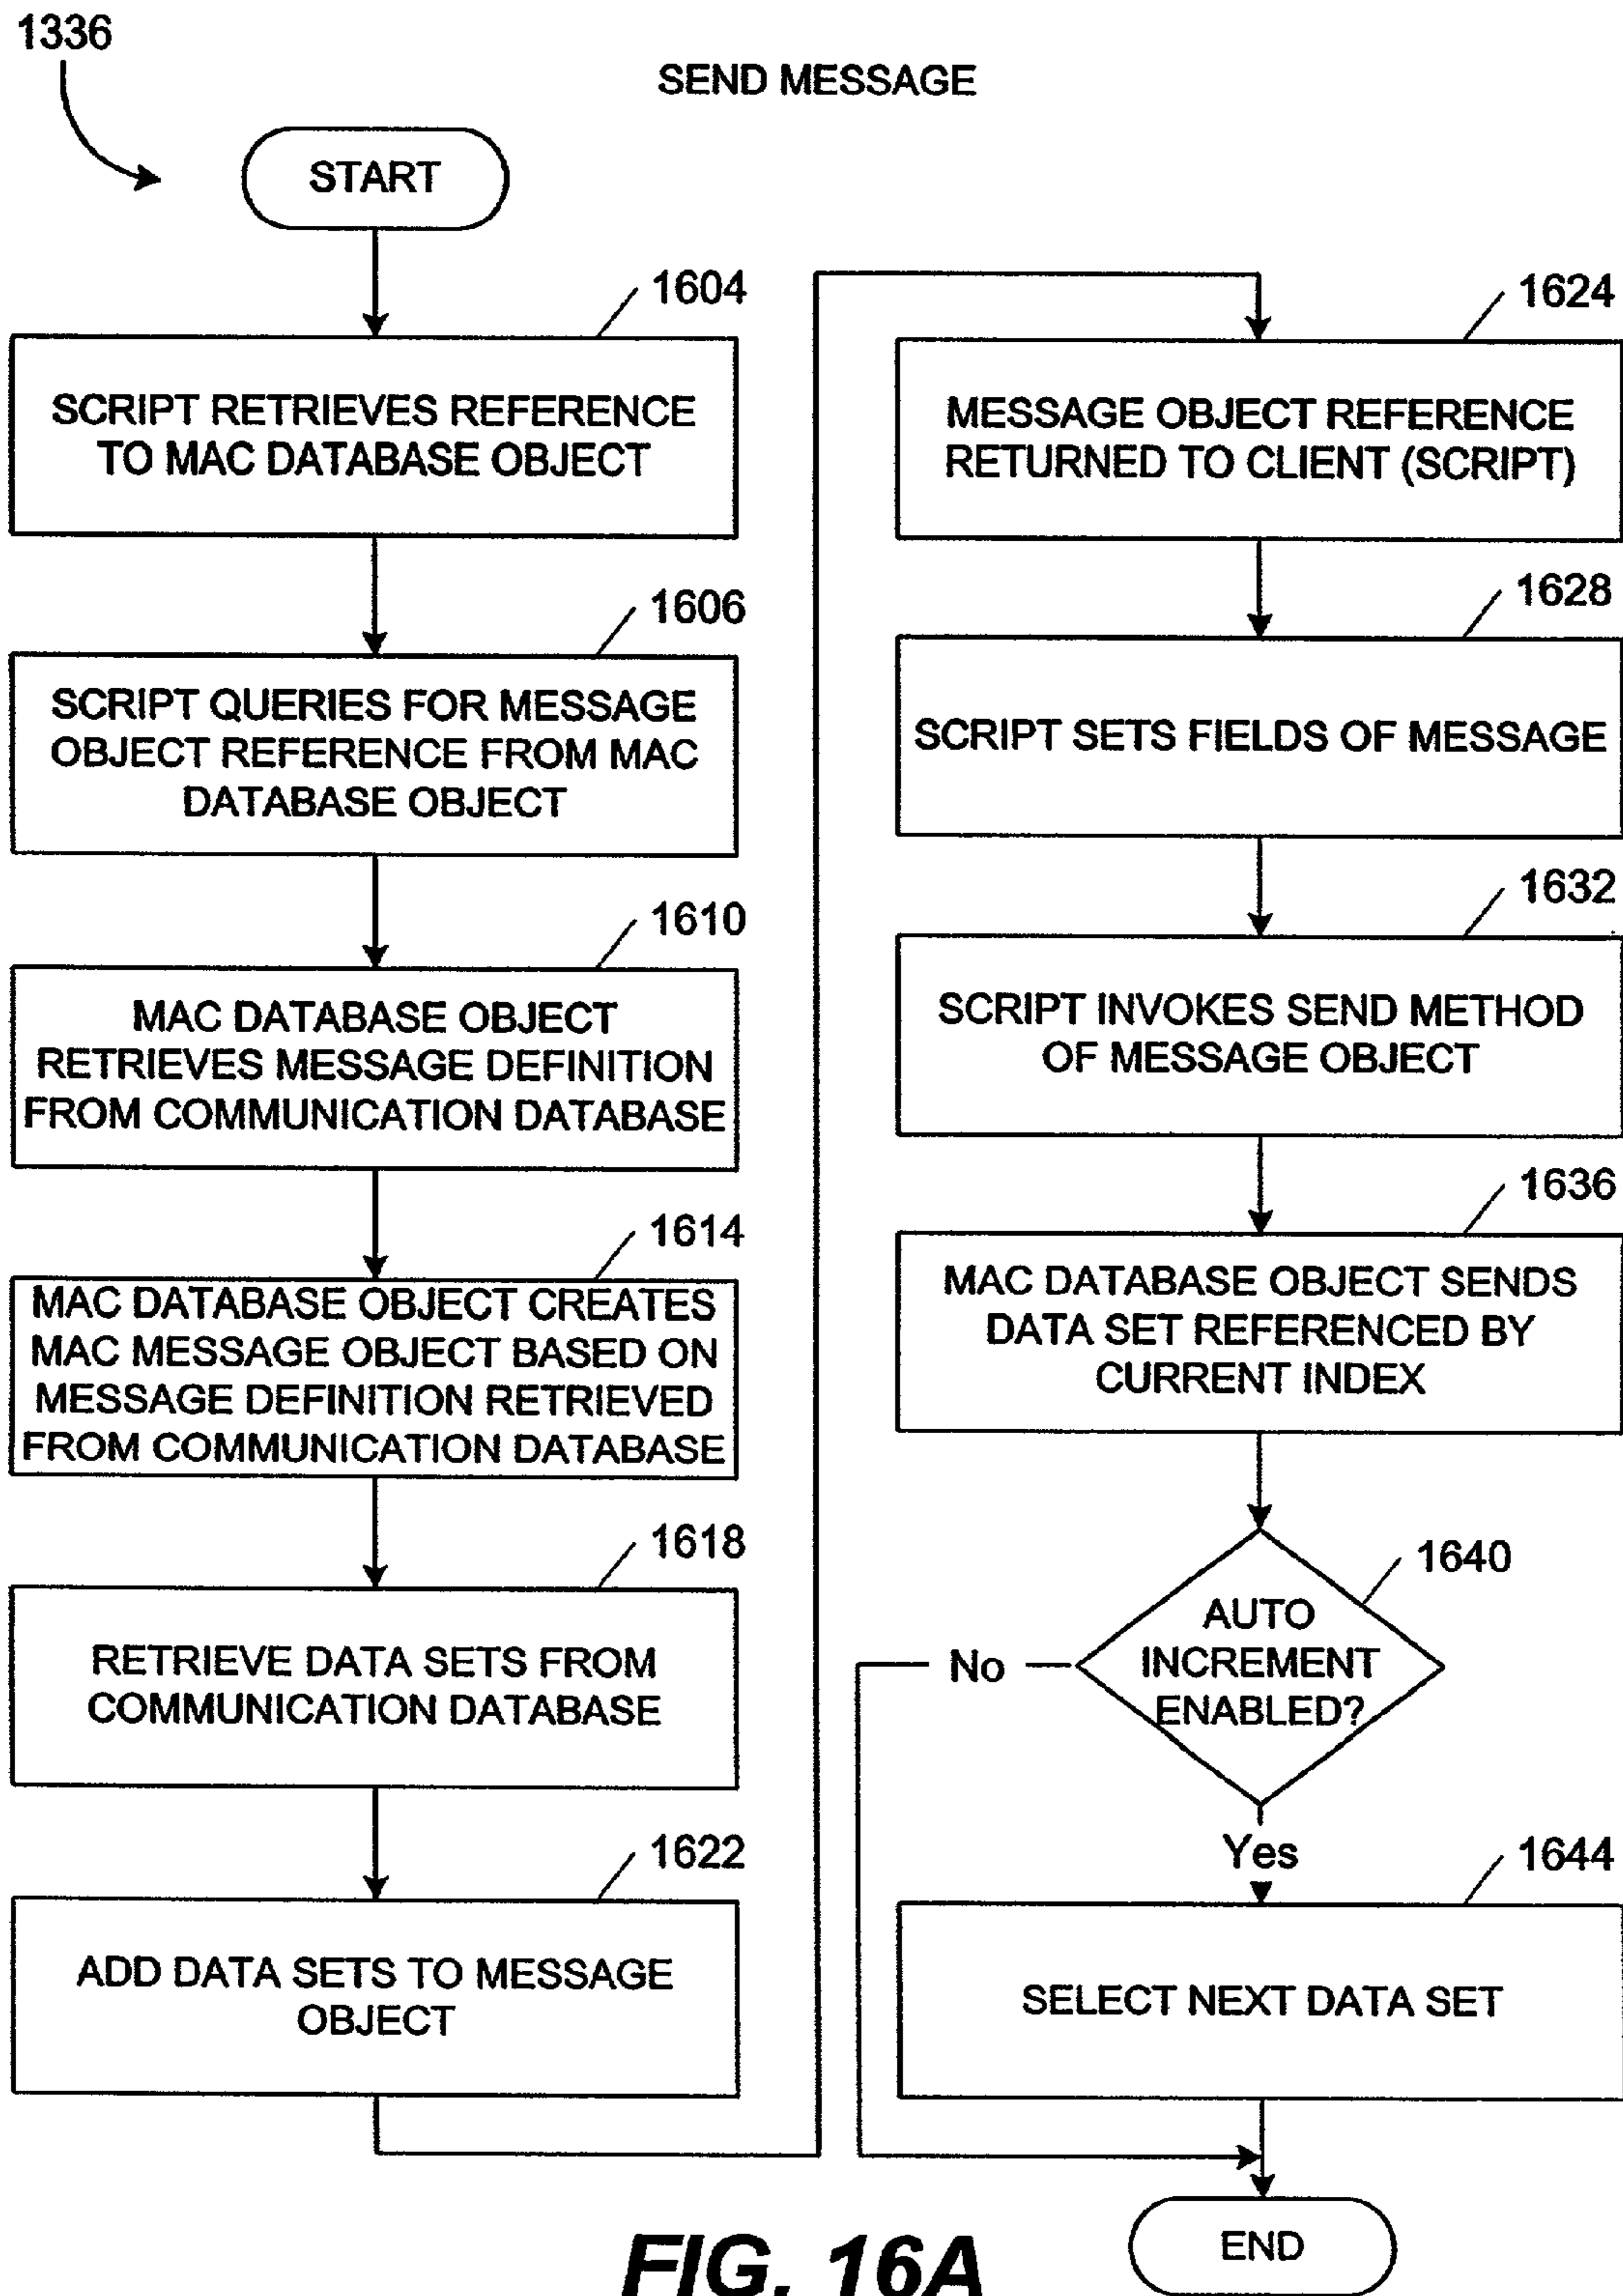 1336
SEND MESSAGE
START
1604
SCRIPT RETRIEVES REFERENCE
TO MAC DATABASE OBJECT
1606
SCRIPT QUERIES FOR MESSAGE
OBJECT REFERENCE FROM MAC
DATABASE OBJECT
1610
MAC DATABASE OBJECT
RETRIEVES MESSAGE DEFINITION
FROM COMMUNICATION DATABASE
1614
MAC DATABASE OBJECT CREATES
MAC MESSAGE OBJECT BASED ON
MESSAGE DEFINITION RETRIEVED
FROM COMMUNICATION DATABASE
1618
RETRIEVE DATA SETS FROM
COMMUNICATION DATABASE
1622
ADD DATA SETS TO MESSAGE
OBJECT
1624
MESSAGE OBJECT REFERENCE
RETURNED TO CLIENT (SCRIPT)
1628
SCRIPT SETS FIELDS OF MESSAGE
1632
SCRIPT INVOKES SEND METHOD
OF MESSAGE OBJECT
1636
MAC DATABASE OBJECT SENDS
DATA SET REFERENCED BY
CURRENT INDEX
1640
AUTO
INCREMENT
ENABLED?
No
Yes
1644
SELECT NEXT DATA SET
END
FIG. 16A